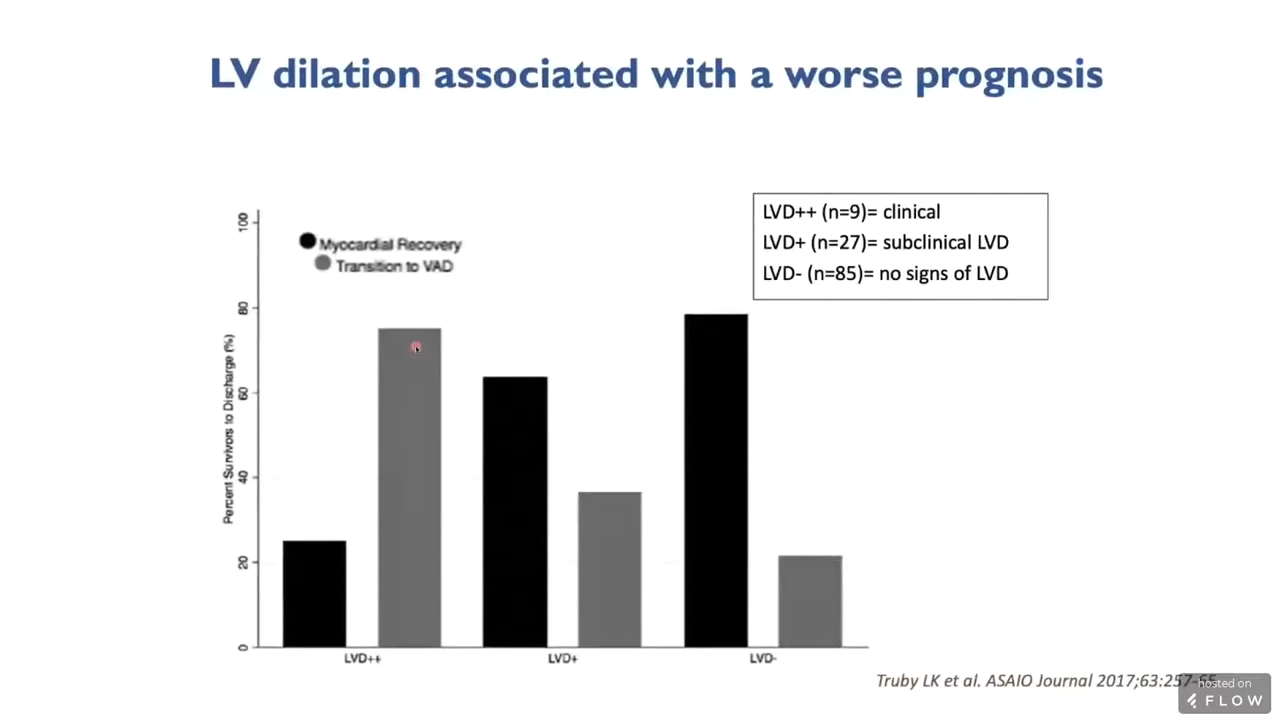 LV dilation associated with a worse prognosis
LVD++ (n=9)= clinical
LVD+ (n=27)= subclinical LVD
LVD- (n=85)= no signs of LVD
Myocardial Recovery
Transition to VAD
Percent Survivors to Discharge (%)
100
80
60
40
20
0
LVD++
LVD+
LVD-
Truby LK et al. ASAIO Journal 2017;63:257-
hosted on
FLOW